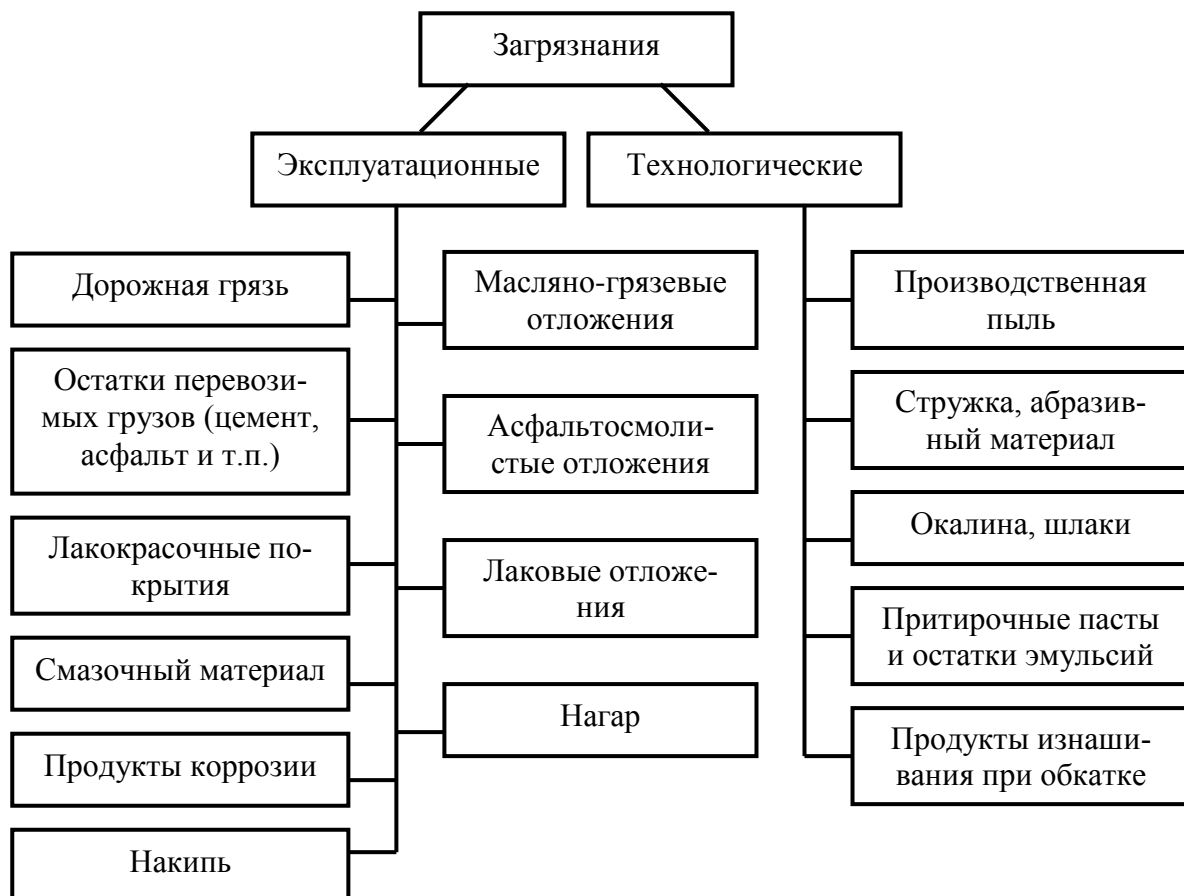 Загрязнания
Эксплуатационные
Технологические
Дорожная грязь
Остатки перевози-
мых грузов (цемент,
асфальт и т.п.)
Лакокрасочные по-
крытия
Смазочный материал
Продукты коррозии
Накипь
Масляно-грязевые
отложения
Асфальтосмоли-
стые отложения
Лаковые отложе-
ния
Нагар
Производственная
пыль
Стружка, абразив-
ный материал
Окалина, шлаки
Притирочные пасты
и остатки эмульсий
Продукты изнаши-
вания при обкатке